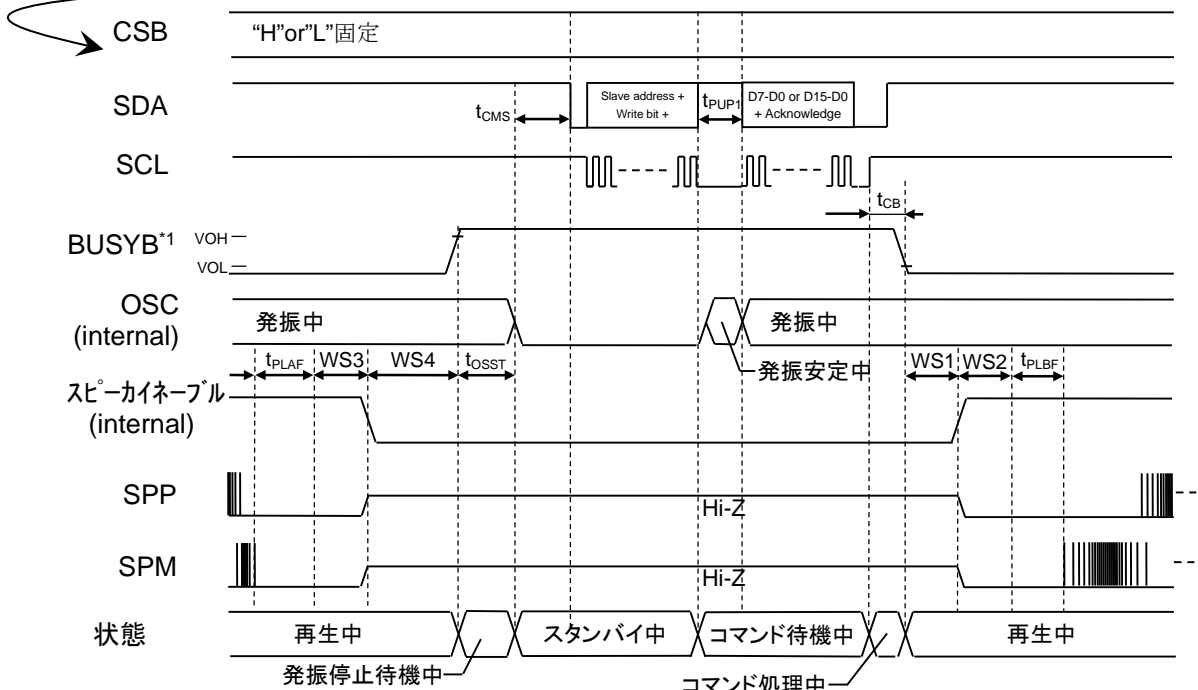 CSB
"H"or"L"固定
SDA
tCMS
Slave address +
Write bit +
tPUP1
D7-D0 or D15-D0
+ Acknowledge
SCL
tCB
BUSYB*1
VOH
VOL
OSC
(internal)
発振中
発振中
発振安定中
tPLAF
WS3
WS4
tOSST
WS1
WS2
tPLBF
スピーカイネーブル
(internal)
SPP
Hi-Z
SPM
Hi-Z
状態
再生中
スタンバイ中
コマンド待機中
再生中
発振停止待機中
コマンド処理中